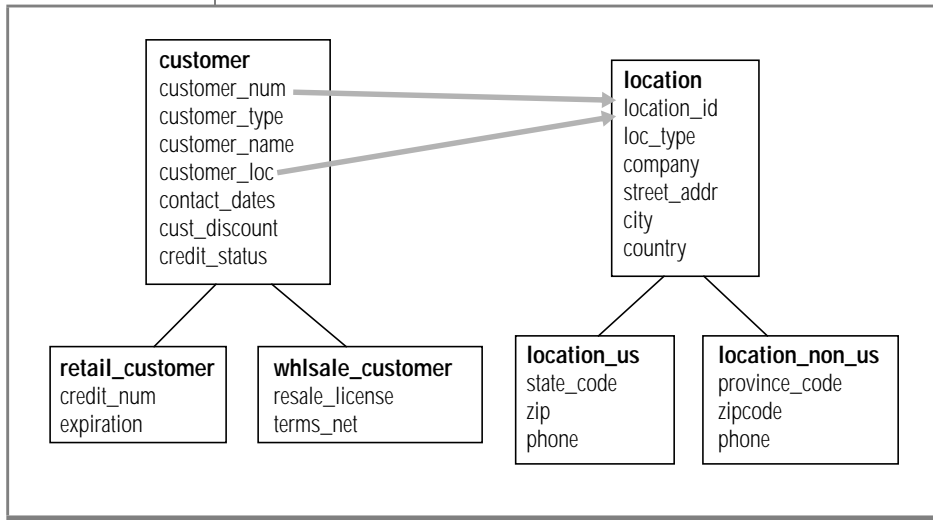 customer
customer_num
customer_type
customer_name
customer_loc
contact_dates
cust_discount
credit_status
location
location_id
loc_type
company
street_addr
city
country
retail_customer
credit_num
expiration
whlsale_customer
resale_license
terms_net
location_us
state_code
zip
phone
location_non_us
province_code
zipcode
phone